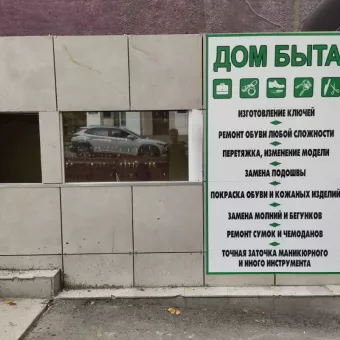 ДОМ БЫТА
ИЗГОТОВЛЕНИЕ КЛЮЧЕЙ
РЕМОНТ ОБУВИ ЛЮБОЙ СЛОЖНОСТИ
ПЕРЕТЯЖКА, ИЗМЕНЕНИЕ МОДЕЛИ
ЗАМЕНА ПОДОШВЫ
ПОКРАСКА ОБУВИ И КОЖАНЫХ ИЗДЕЛИЙ
ЗАМЕНА МОЛНИЙ И БЕГУНКОВ
РЕМОНТ СУМОК И ЧЕМОДАНОВ
ТОЧНАЯ ЗАТОЧКА МАНИКЮРНОГО
И ИНОГО ИНСТРУМЕНТА